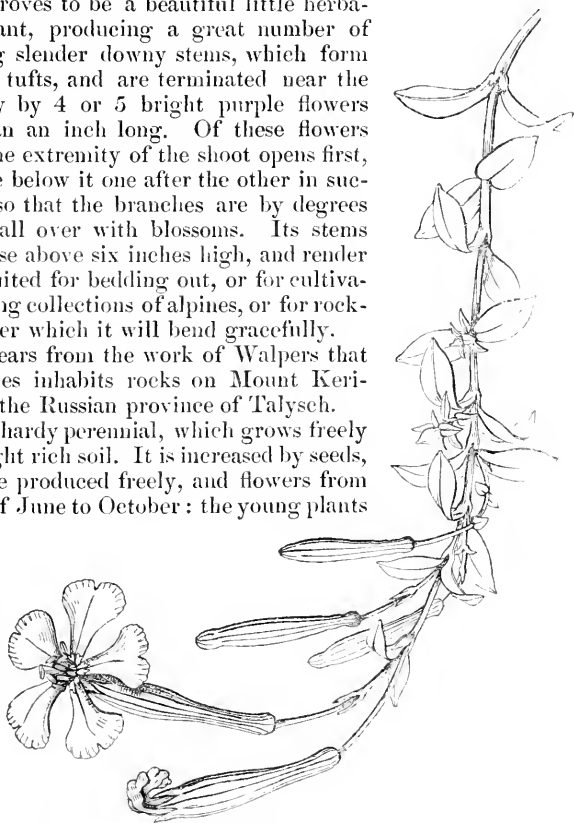 roves to be a beautiful little herba-
ant, producing a great number of
g slender downy stems, which form
tufts, and are terminated near the
y by 4 or 5 bright purple flowers
an an inch long. Of these flowers
he extremity of the shoot opens first,
e below it one after the other in suc-
so that the branches are by degrees
all over with blossoms. Its stems
se above six inches high, and render
uited for bedding out, or for cultiva-
ng collections of alpines, or for rock-
er which it will bend gracefully.
ears from the work of Walpers that
es inhabits rocks on Mount Keri-
the Russian province of Talysch.
hardy perennial, which grows freely
ght rich soil. It is increased by seeds,
e produced freely, and flowers from
f June to October: the young plants